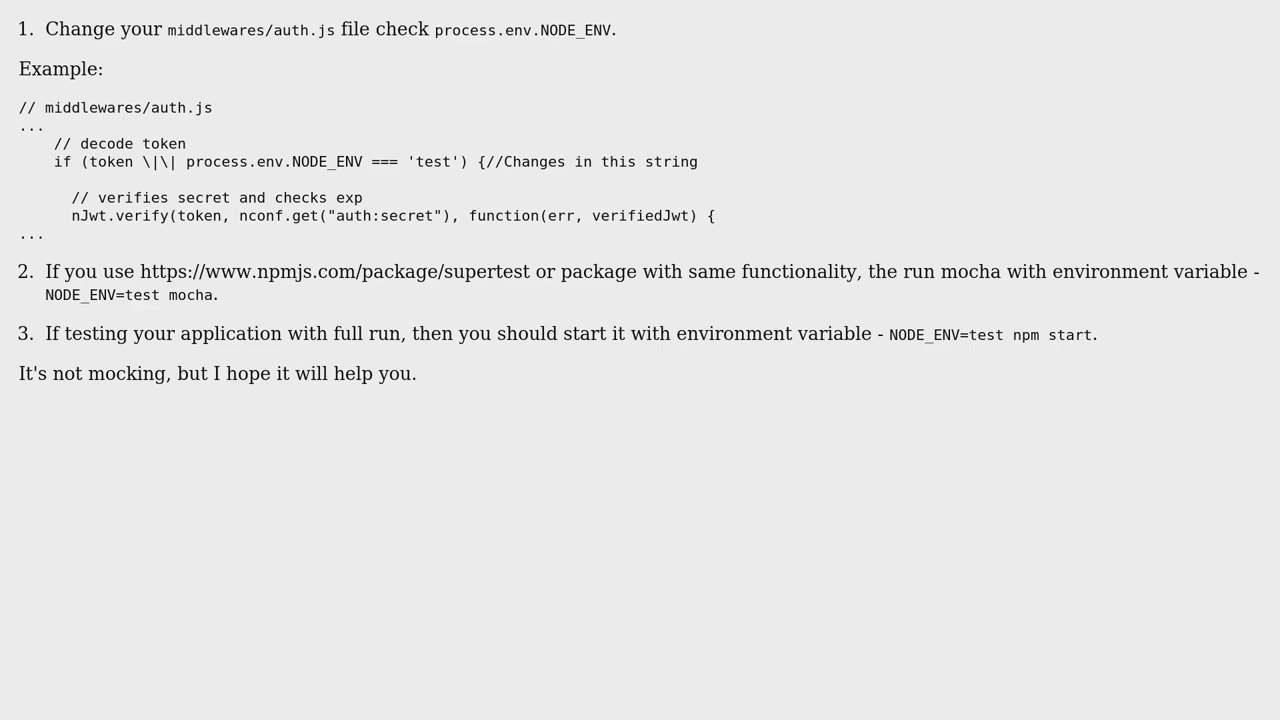 1. Change your middlewares/auth.js file check process.env.NODE_ENV.
Example:
// middlewares/auth.js
...
    // decode token
    if (token \|\| process.env.NODE_ENV === 'test') {//Changes in this string
      // verifies secret and checks exp
      nJwt.verify(token, nconf.get("auth:secret"), function(err, verifiedJwt) {
...
2. If you use https://www.npmjs.com/package/supertest or package with same functionality, the run mocha with environment variable -
NODE_ENV=test mocha.
3. If testing your application with full run, then you should start it with environment variable - NODE_ENV=test npm start.
It's not mocking, but I hope it will help you.